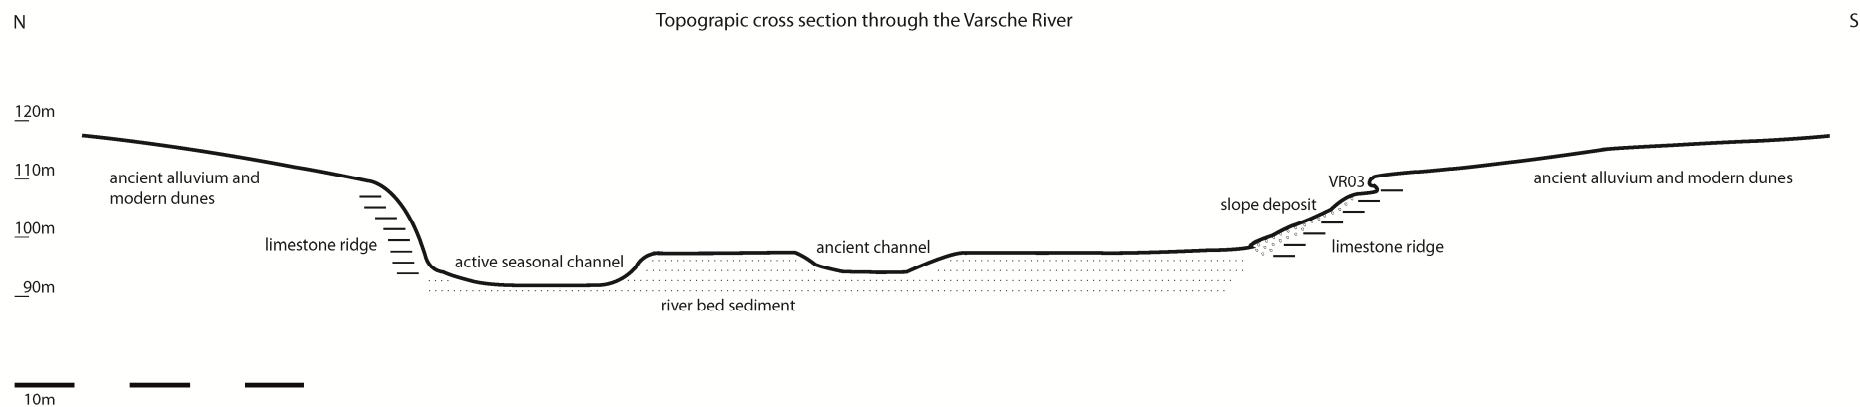 N
Topograpic cross section through the Varsche River
S
120m
110m
100m
90m
ancient alluvium and
modern dunes
limestone ridge
active seasonal channel
river bed sediment
ancient channel
slope deposit
VR03
limestone ridge
ancient alluvium and modern dunes
10m